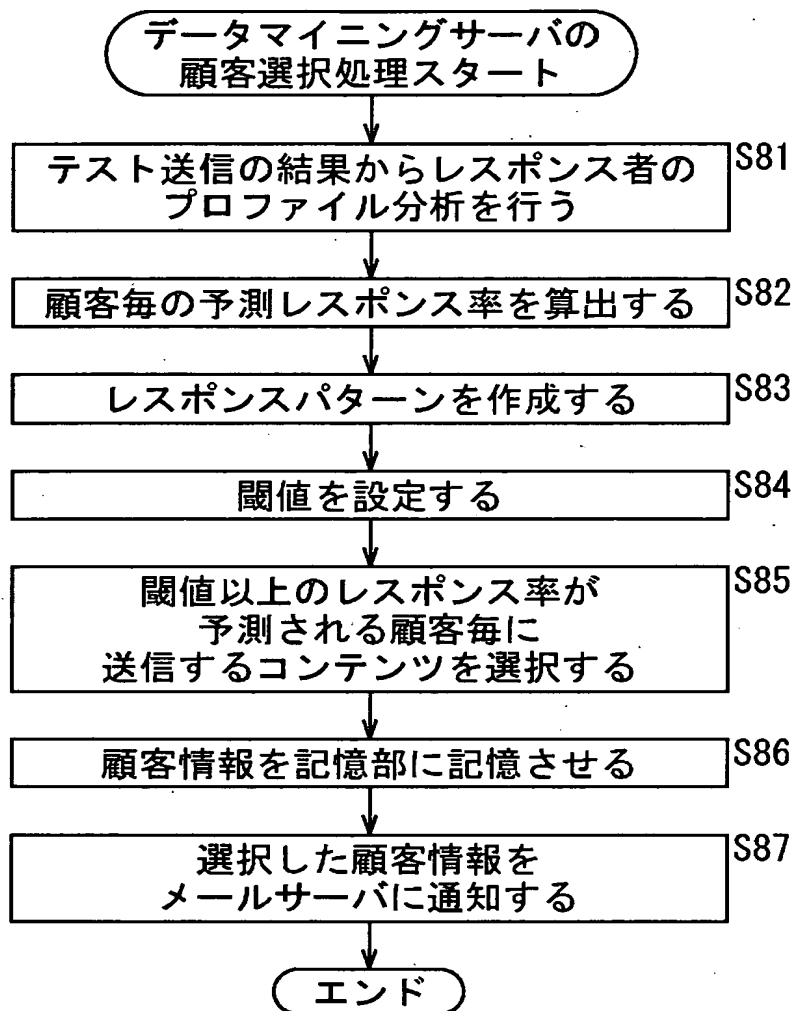 データマイニングサーバの
顧客選択処理スタート
S81
テスト送信の結果からレスポンス者の
プロファイル分析を行う
S82
顧客毎の予測レスポンス率を算出する
S83
レスポンスパターンを作成する
S84
閾値を設定する
S85
閾値以上のレスポンス率が
予測される顧客毎に
送信するコンテンツを選択する
S86
顧客情報を記憶部に記憶させる
S87
選択した顧客情報を
メールサーバに通知する
エンド